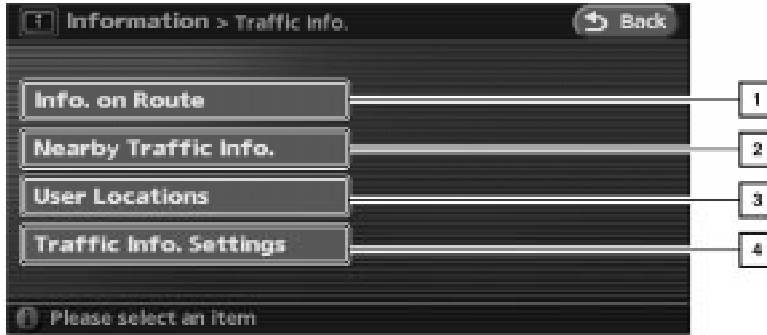 Information > Traffic Info.
Back
Info. on Route
1
Nearby Traffic Info.
2
User Locations
3
Traffic Info. Settings
4
Please select an item